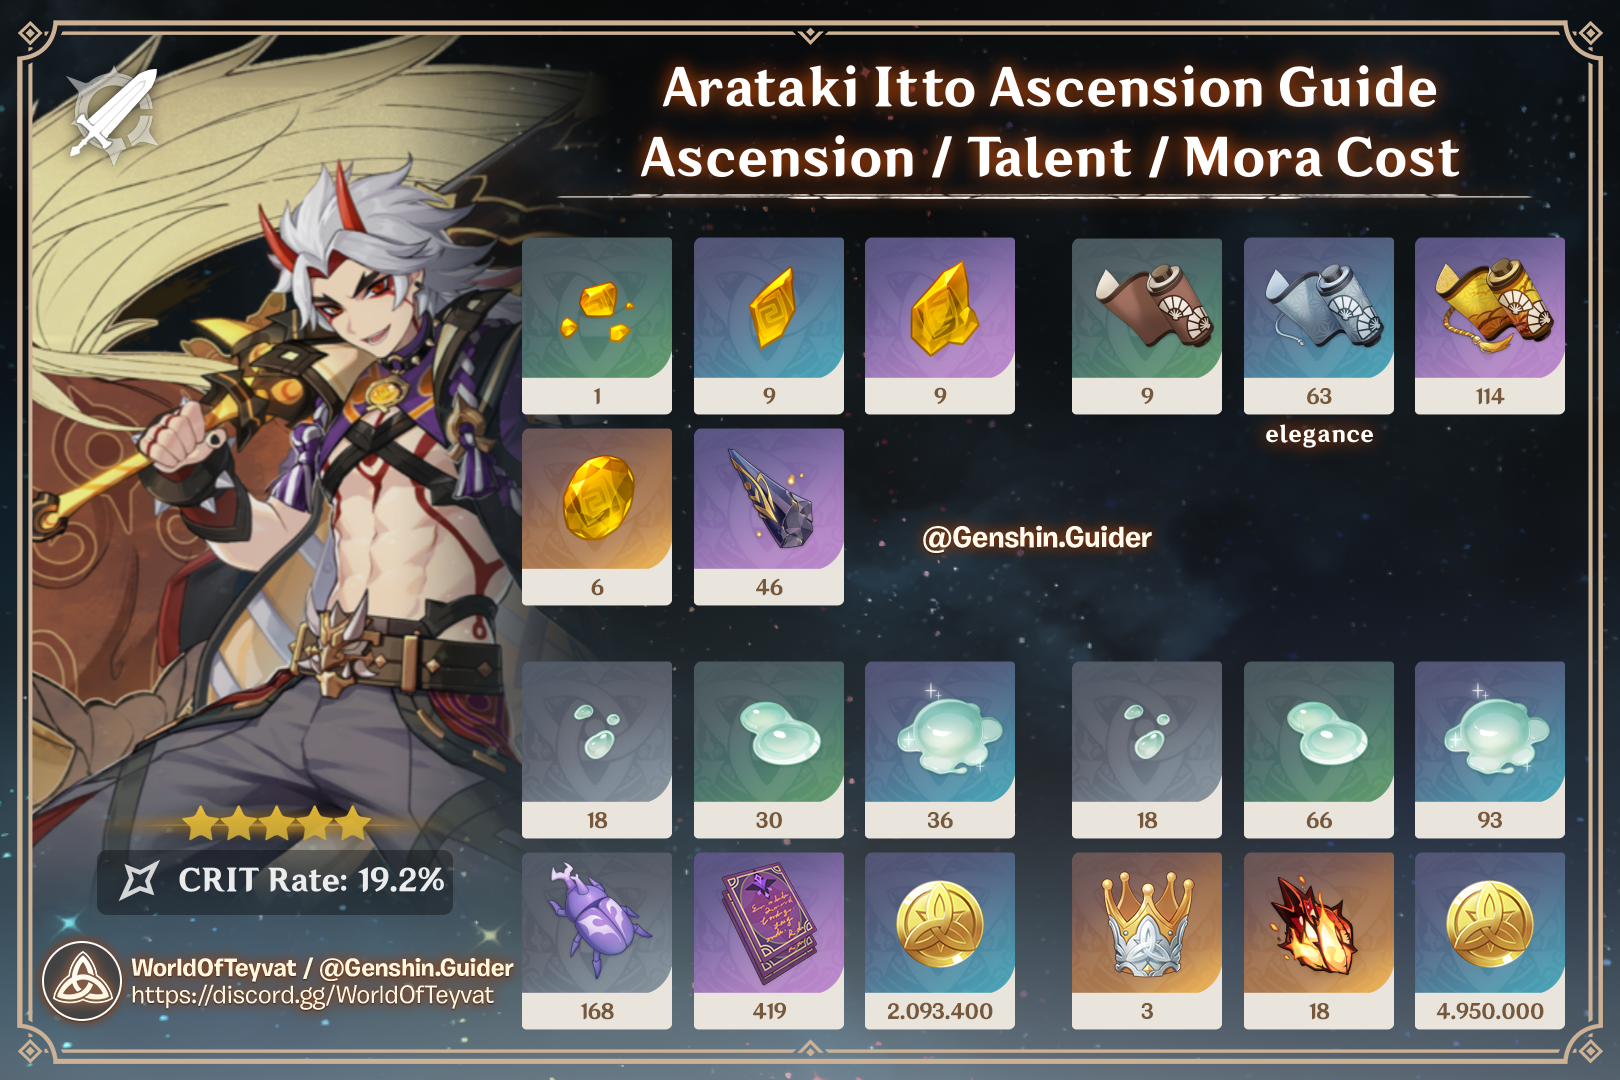 Arataki Itto Ascension Guide
Ascension / Talent / Mora Cost
1 9 9 9 63 114
elegance
6 46
@Genshin.Guider
18 30 36 18 66 93
CRIT Rate: 19.2%
168 419 2.093.400 3 18 4.950.000
WorldOfTeyvat / @Genshin.Guider
https://discord.gg/WorldOfTeyvat